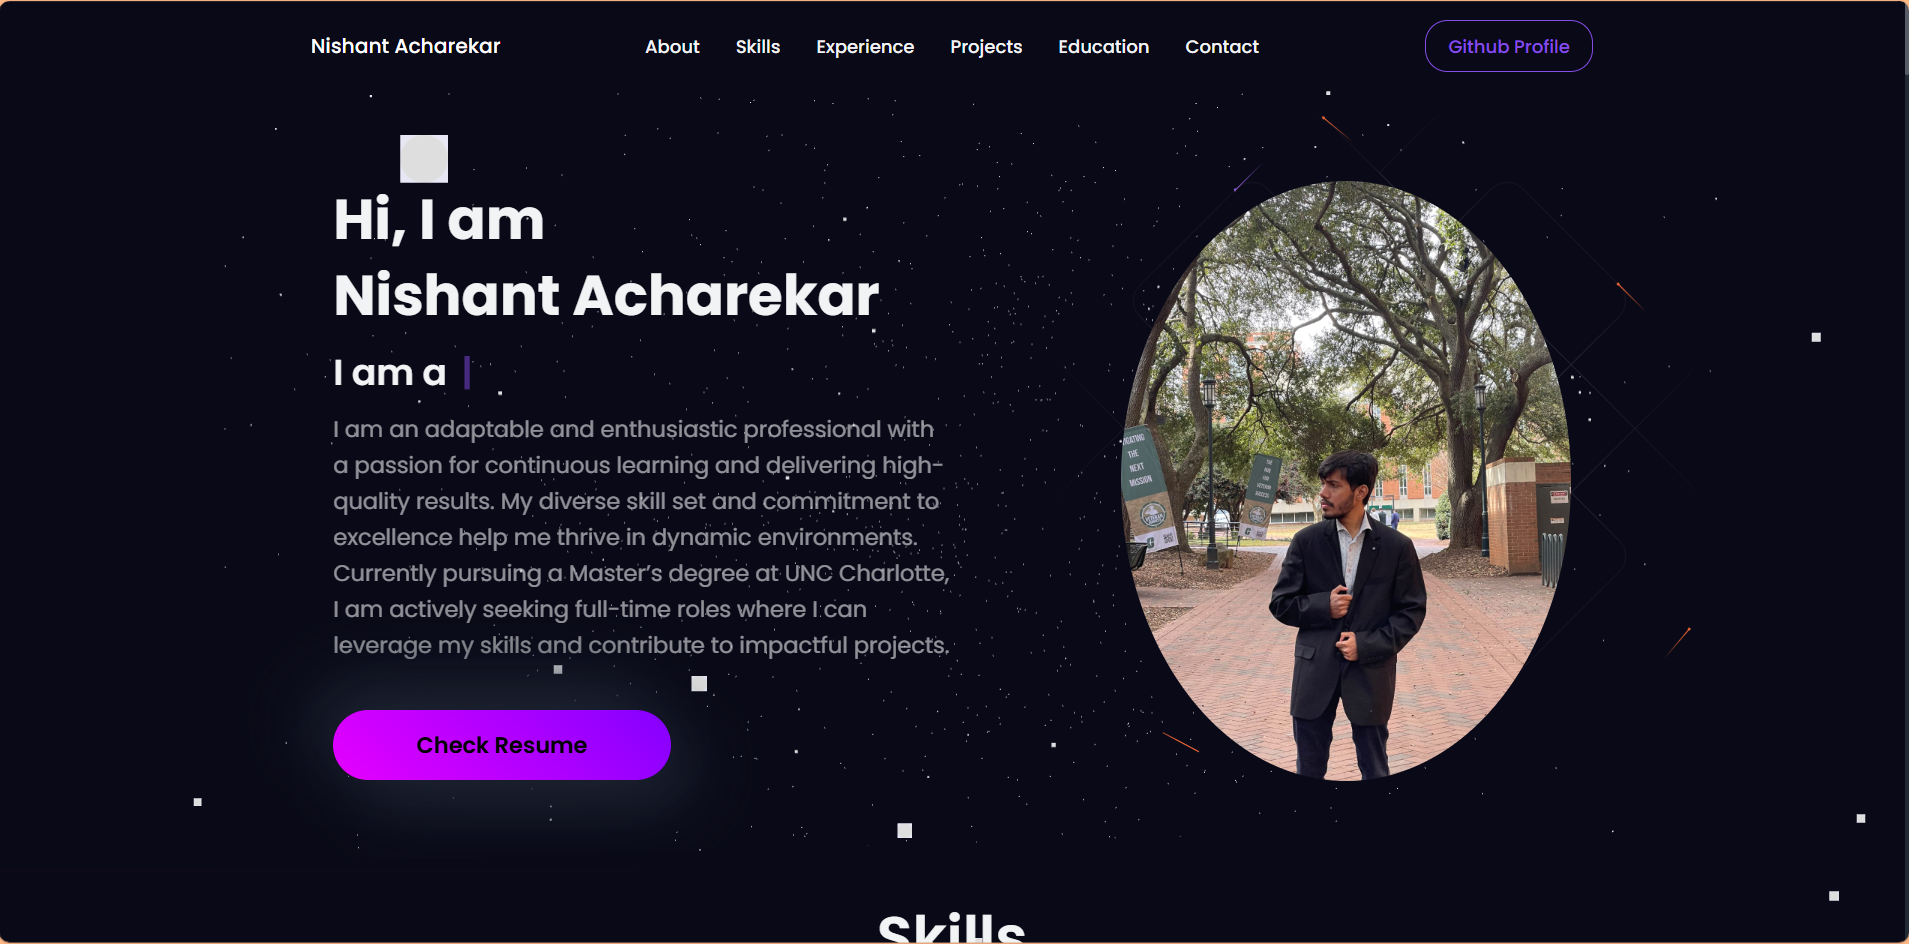 Nishant Acharekar
About Skills Experience Projects Education Contact
Github Profile
Hi, I am
Nishant Acharekar
I am a
I am an adaptable and enthusiastic professional with
a passion for continuous learning and delivering high-
quality results. My diverse skill set and commitment to
excellence help me thrive in dynamic environments.
Currently pursuing a Master’s degree at UNC Charlotte,
I am actively seeking full-time roles where I can
leverage my skills and contribute to impactful projects.
Check Resume
THE
NEXT
MISSION
Skills